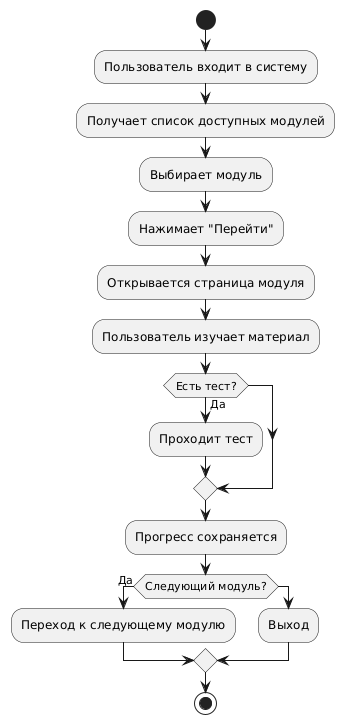 Пользователь входит в систему
Получает список доступных модулей
Выбирает модуль
Нажимает "Перейти"
Открывается страница модуля
Пользователь изучает материал
Есть тест?
Да
Проходит тест
Прогресс сохраняется
Да
Следующий модуль?
Переход к следующему модулю
Выход